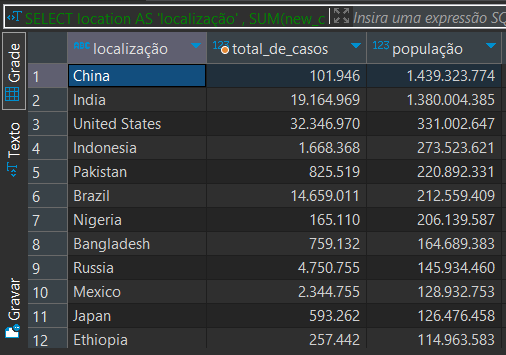 SELECT location AS 'localização' , SUM(new_c Insira uma expressão SQ
Grade
Texto
Gravar
abc localização 123 total_de_casos 123 população
1 China 101.946 1.439.323.774
2 India 19.164.969 1.380.004.385
3 United States 32.346.970 331.002.647
4 Indonesia 1.668.368 273.523.621
5 Pakistan 825.519 220.892.331
6 Brazil 14.659.011 212.559.409
7 Nigeria 165.110 206.139.587
8 Bangladesh 759.132 164.689.383
9 Russia 4.750.755 145.934.460
10 Mexico 2.344.755 128.932.753
11 Japan 593.262 126.476.458
12 Ethiopia 257.442 114.963.583